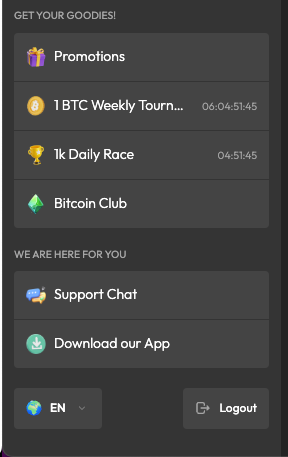 GET YOUR GOODIES!
Promotions
1 BTC Weekly Tourn... 06:04:51:45
1k Daily Race 04:51:45
Bitcoin Club
WE ARE HERE FOR YOU
Support Chat
Download our App
EN Logout